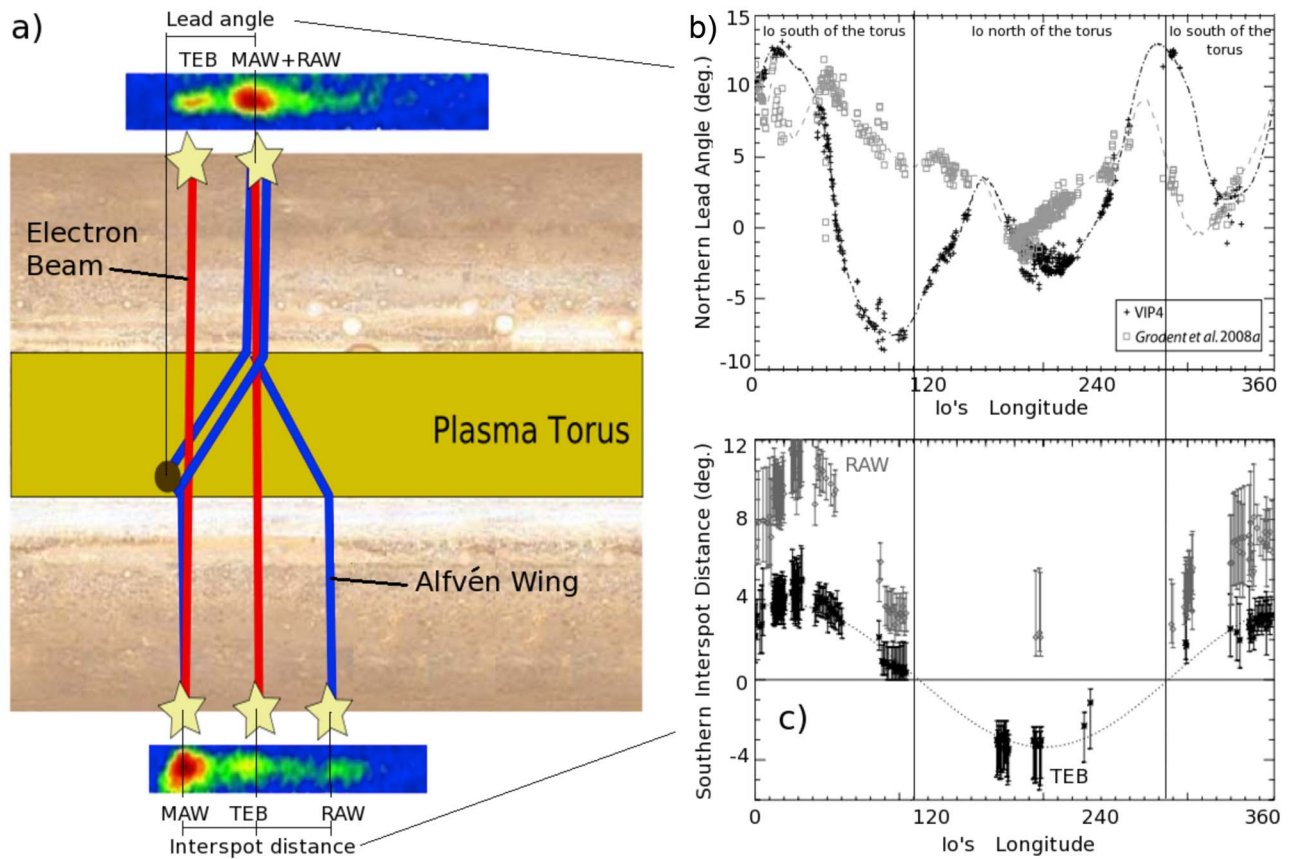 a)
Lead angle
TEB MAW+RAW
Electron
Beam
Plasma Torus
Alfvén Wing
MAW TEB RAW
Interspot distance
b)
Northern Lead Angle (deg.)
15
10
5
0
-5
-10
Io south of the torus
Io north of the torus
Io south of the
torus
VIP4
Grodent et al. 2008a
0 120 240 360
Io's Longitude
Southern Interspot Distance (deg.)
12
8
4
0
-4
RAW
c)
TEB
0 120 240 360
Io's Longitude